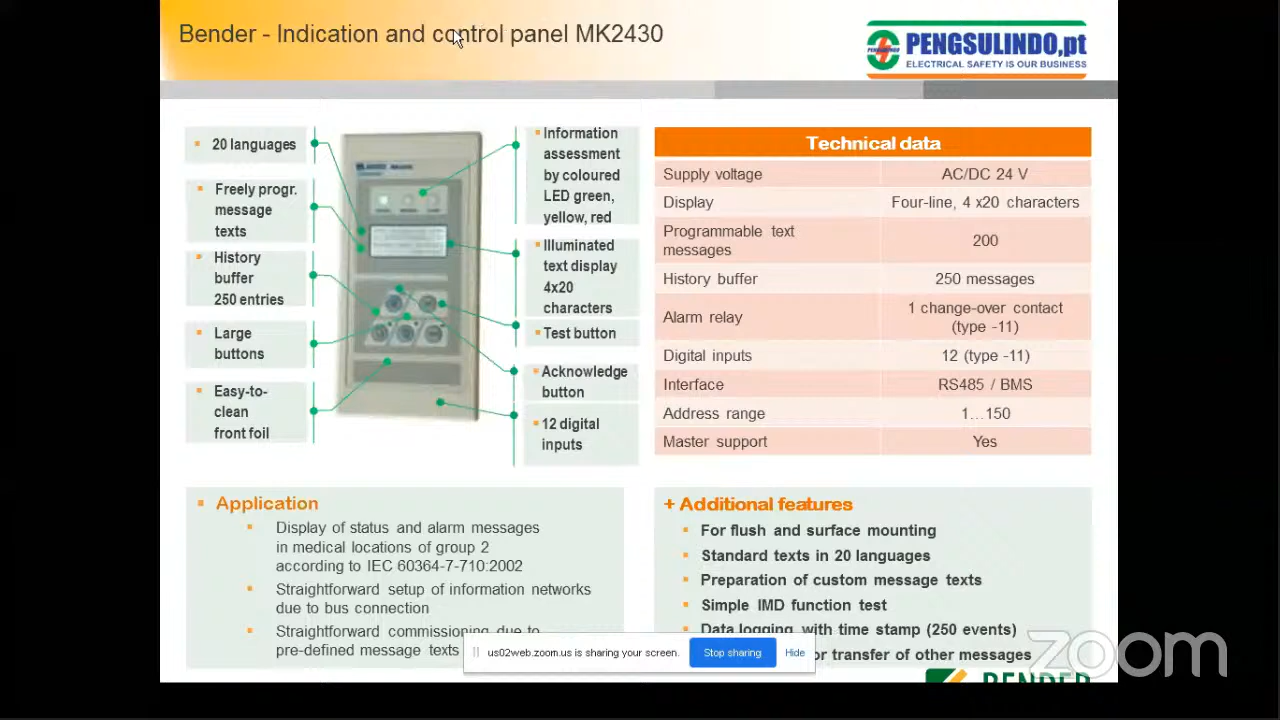 Bender - Indication and control panel MK2430
PENGSULINDO,pt
ELECTRICAL SAFETY IS OUR BUSINESS
20 languages
Freely progr.
message
texts
History
buffer
250 entries
Large
buttons
Easy-to-
clean
front foil
Information
assessment
by coloured
LED green,
yellow, red
Illuminated
text display
4x20
characters
Test button
Acknowledge
button
12 digital
inputs
Technical data
Supply voltage AC/DC 24 V
Display Four-line, 4 x20 characters
Programmable text
messages 200
History buffer 250 messages
Alarm relay 1 change-over contact
(type -11)
Digital inputs 12 (type -11)
Interface RS485 / BMS
Address range 1…150
Master support Yes
Application
Display of status and alarm messages
in medical locations of group 2
according to IEC 60364-7-710:2002
Straightforward setup of information networks
due to bus connection
Straightforward commissioning due to
pre-defined message texts
+ Additional features
For flush and surface mounting
Standard texts in 20 languages
Preparation of custom message texts
Simple IMD function test
Data logging with time stamp (250 events)
or transfer of other messages
us02web.zoom.us is sharing your screen.
Stop sharing
Hide
zoom
BENDER